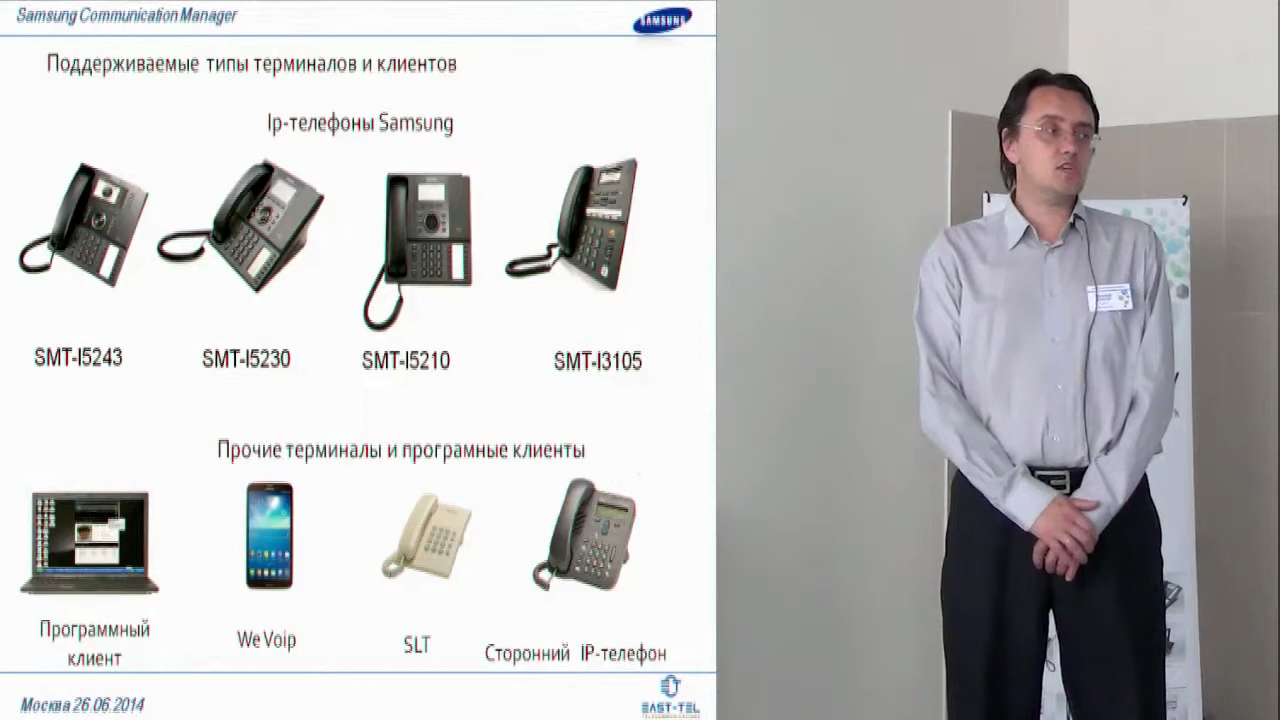 Samsung Communication Manager
SAMSUNG
Поддерживаемые типы терминалов и клиентов
Ip-телефоны Samsung
SMT-I5243
SMT-I5230
SMT-I5210
SMT-I3105
Прочие терминалы и програмные клиенты
Программный
клиент
We Voip
SLT
Сторонний IP-телефон
Москва 26.06.2014
EAST-TEL
TELECOMMUNICATIONS